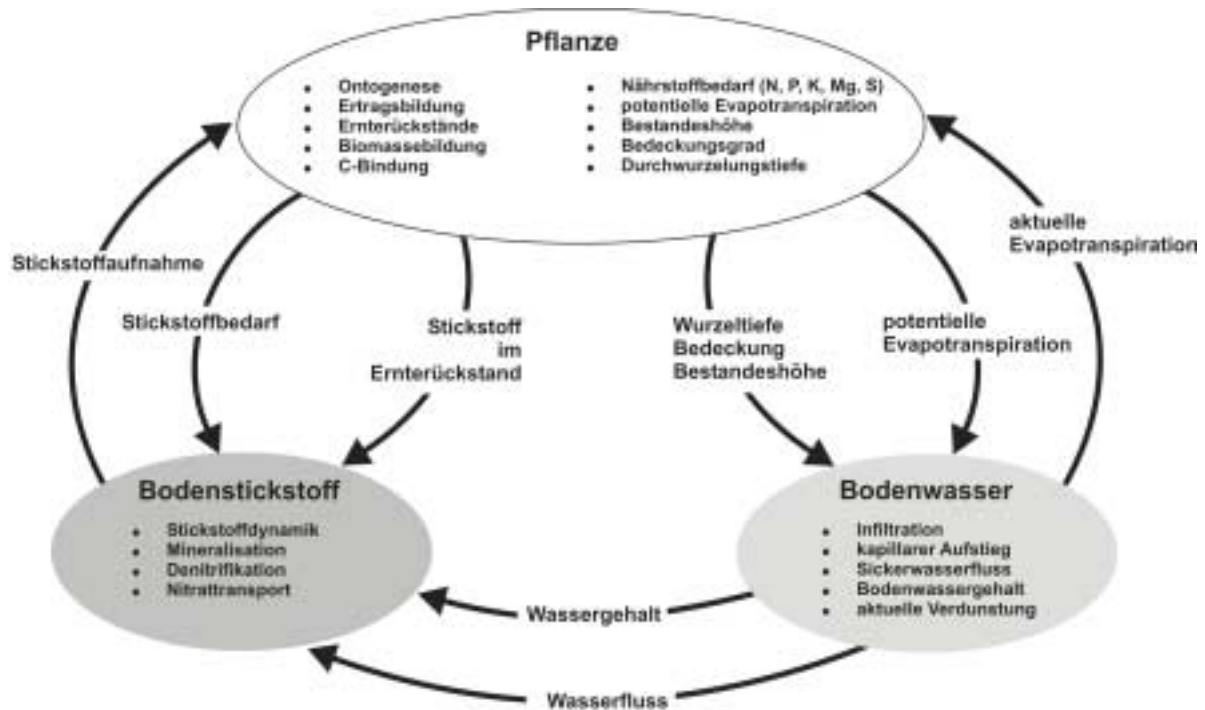 Pflanze
• Ontogenese
• Ertragsbildung
• Ernterückstände
• Biomassebildung
• C-Bindung
• Nährstoffbedarf (N, P, K, Mg, S)
• potentielle Evapotranspiration
• Bestandeshöhe
• Bedeckungsgrad
• Durchwurzelungstiefe
Stickstoffaufnahme
Stickstoffbedarf
Stickstoff
im
Ernterückstand
Wurzeltiefe
Bedeckung
Bestandeshöhe
potentielle
Evapotranspiration
aktuelle
Evapotranspiration
Bodenstickstoff
• Stickstoffdynamik
• Mineralisation
• Denitrifikation
• Nitrattransport
Bodenwasser
• Infiltration
• kapillarer Aufstieg
• Sickerwasserfluss
• Bodenwassergehalt
• aktuelle Verdunstung
Wassergehalt
Wasserfluss